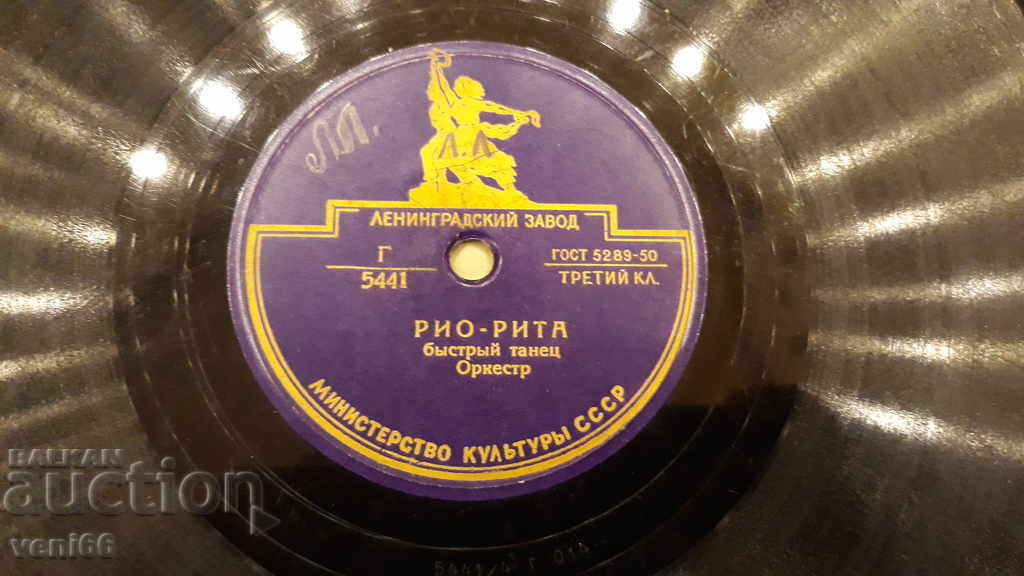 ЛЛ.
ЛЕНИНГРАДСКИЙ ЗАВОД
Г
5441
ГОСТ 5289-50
ТРЕТИЙ КЛ.
РИО-РИТА
быстрый танец
Оркестр
МИНИСТЕРСТВО КУЛЬТУРЫ СССР
БАLКАН
auction
veni66